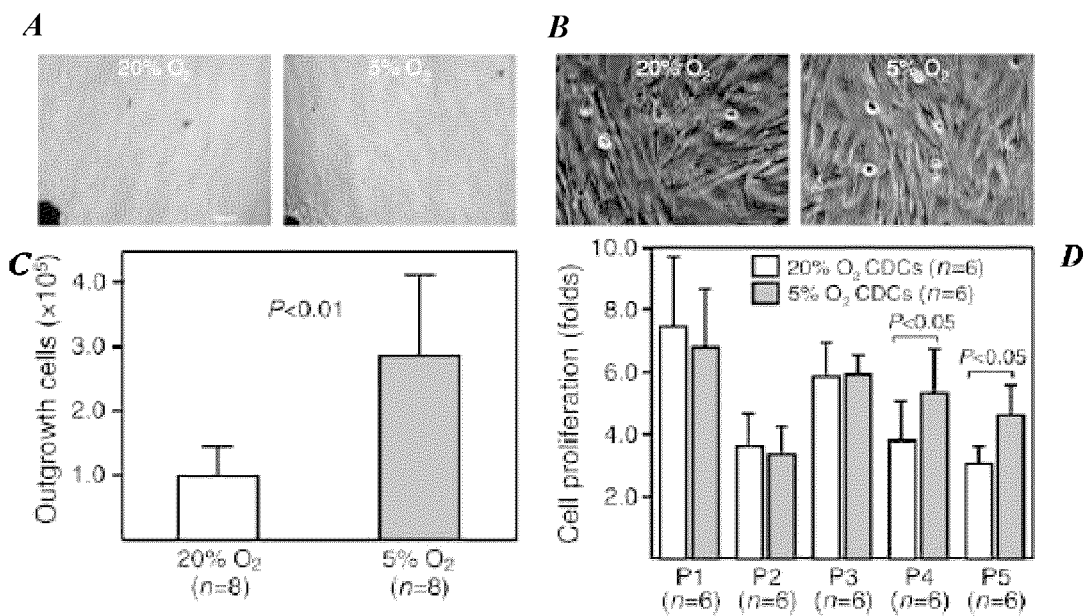 A
B
20% O₂
5% O
20% O₂
5% O₂
C
D
Outgrowth cells (×10⁵)
4.0
3.0
2.0
1.0
P<0.01
20% O₂
(n=8)
5% O₂
(n=8)
Cell proliferation (folds)
10.0
8.0
6.0
4.0
2.0
20% O₂ CDCs (n=6)
5% O₂ CDCs (n=6)
P<0.05
P<0.05
P1 P2 P3 P4 P5
(n=6) (n=6) (n=6) (n=6) (n=6)